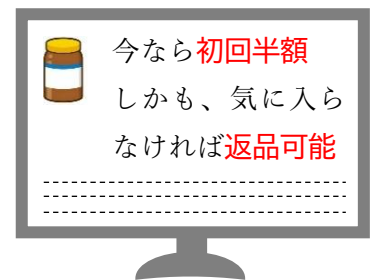 今なら初回半額
しかも、気に入ら
なければ返品可能